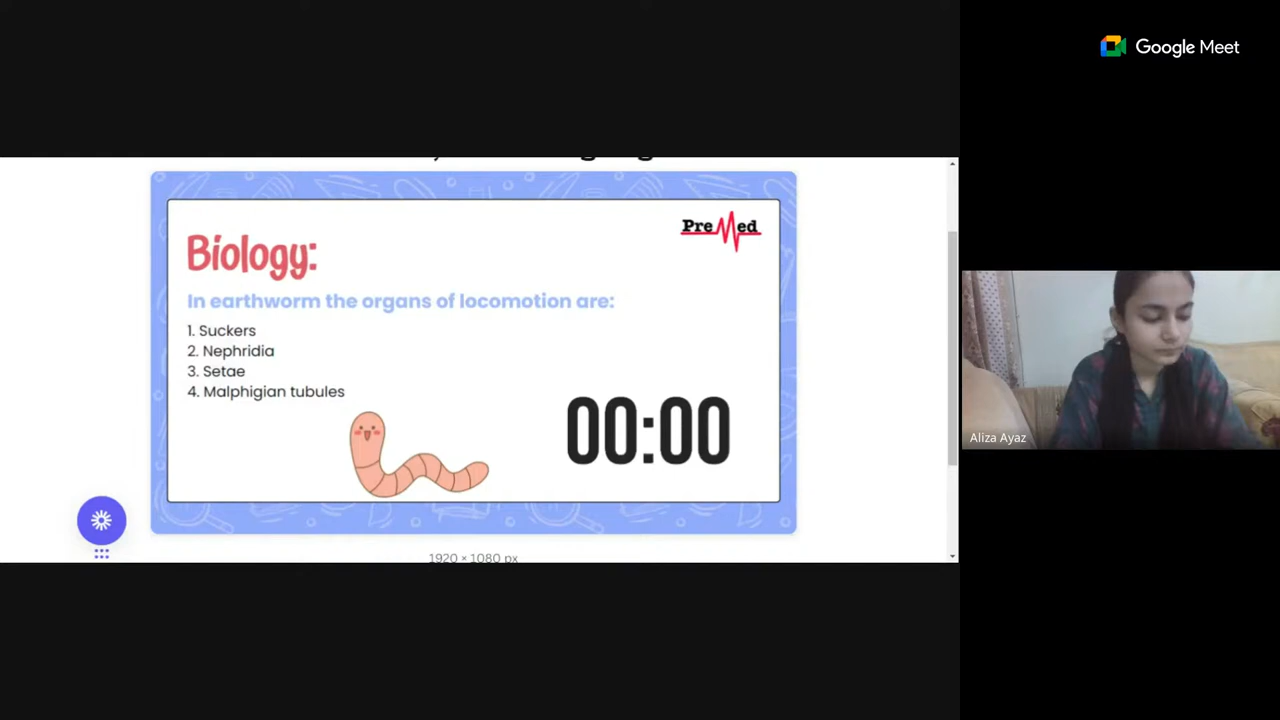 Google Meet
PreMed
Biology:
In earthworm the organs of locomotion are:
1. Suckers
2. Nephridia
3. Setae
4. Malphigian tubules
00:00
Aliza Ayaz
1920 × 1080 px